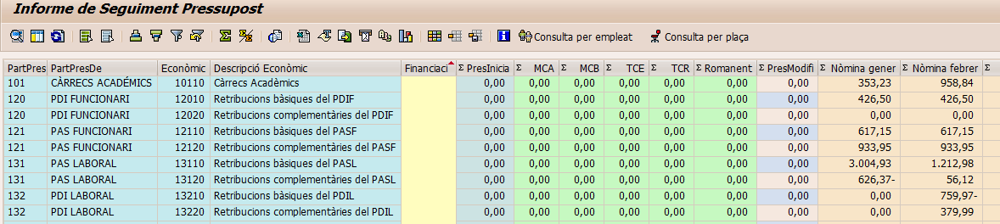 Informe de Seguiment Pressupost
Consulta per empleat Consulta per plaça
PartPres PartPresDe Econòmic Descripció Econòmic Financiaci Σ PresInicia Σ MCA Σ MCB Σ TCE Σ TCR Σ Romanent Σ PresModifi Σ Nòmina gener Σ Nòmina febrer Σ
101 CÀRRECS ACADÉMICS 10110 Càrrecs Acadèmics 0,00 0,00 0,00 0,00 0,00 0,00 0,00 353,23 958,84
120 PDI FUNCIONARI 12010 Retribucions bàsiques del PDIF 0,00 0,00 0,00 0,00 0,00 0,00 0,00 426,50 426,50
120 PDI FUNCIONARI 12020 Retribucions complementàries del PDIF 0,00 0,00 0,00 0,00 0,00 0,00 0,00 0,00 0,00
121 PAS FUNCIONARI 12110 Retribucions bàsiques del PASF 0,00 0,00 0,00 0,00 0,00 0,00 0,00 617,15 617,15
121 PAS FUNCIONARI 12120 Retribucions complementàries del PASF 0,00 0,00 0,00 0,00 0,00 0,00 0,00 933,95 933,95
131 PAS LABORAL 13110 Retribucions bàsiques del PASL 0,00 0,00 0,00 0,00 0,00 0,00 0,00 3.004,93 1.212,98
131 PAS LABORAL 13120 Retribucions complementàries del PASL 0,00 0,00 0,00 0,00 0,00 0,00 0,00 626,37- 56,12
132 PDI LABORAL 13210 Retribucions bàsiques del PDIL 0,00 0,00 0,00 0,00 0,00 0,00 0,00 0,00 759,97-
132 PDI LABORAL 13220 Retribucions complementàries del PDIL 0,00 0,00 0,00 0,00 0,00 0,00 0,00 0,00 379,99